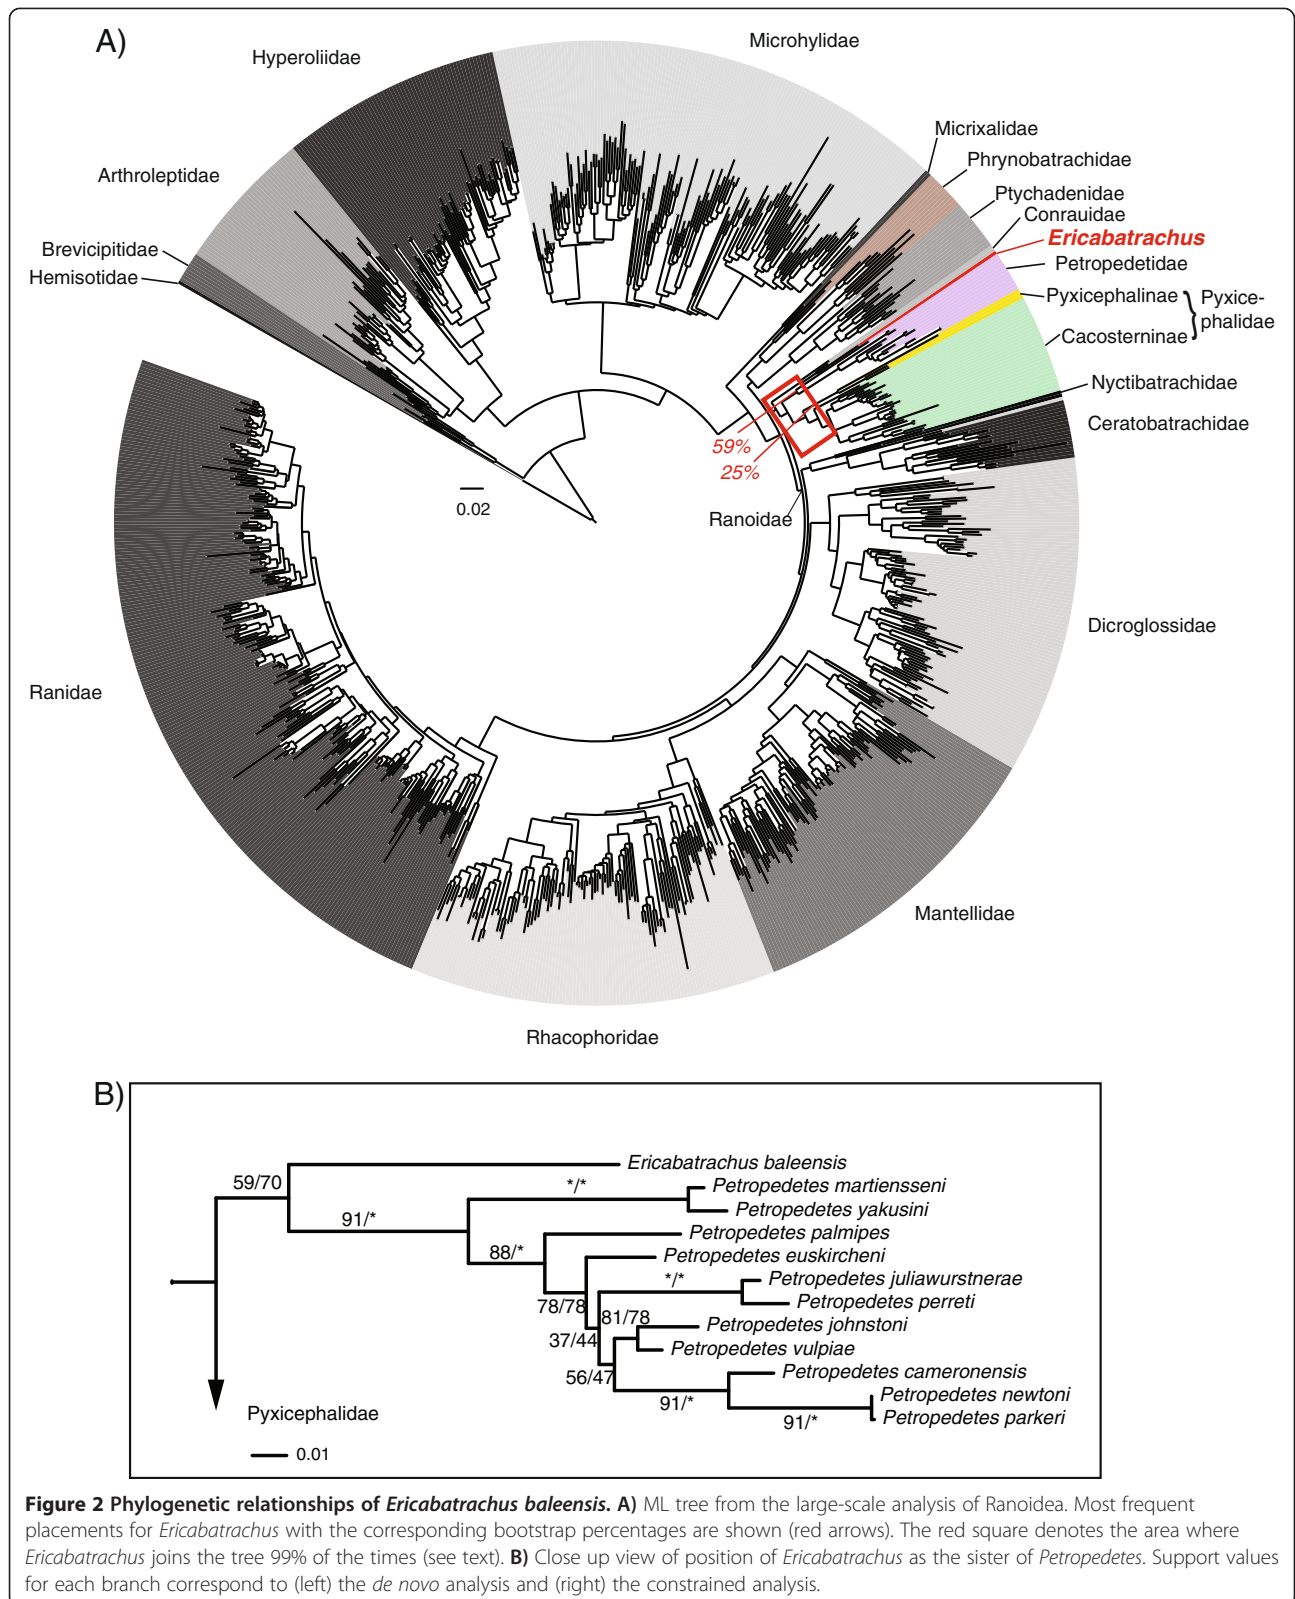 A)
Microhylidae
Hyperoliidae
Micrixalidae
Phrynobatrachidae
Arthroleptidae
Ptychadenidae
Conrauidae
Ericabatrachus
Brevicipitidae
Petropedetidae
Hemisotidae
Pyxicephalinae } Pyxice-
phalidae
Cacosterninae
Nyctibatrachidae
Ceratobatrachidae
59%
25%
0.02
Ranoidae
Dicroglossidae
Ranidae
Mantellidae
Rhacophoridae
B)
Ericabatrachus baleensis
59/70
*/*
Petropedetes martiensseni
Petropedetes yakusini
91/*
Petropedetes palmipes
88/*
Petropedetes euskircheni
*/*
Petropedetes juliawurstnerae
Petropedetes perreti
78/78
81/78
Petropedetes johnstoni
37/44
Petropedetes vulpiae
56/47
Petropedetes cameronensis
91/*
Petropedetes newtoni
91/*
Petropedetes parkeri
Pyxicephalidae
0.01
Figure 2 Phylogenetic relationships of Ericabatrachus baleensis. A) ML tree from the large-scale analysis of Ranoidea. Most frequent
placements for Ericabatrachus with the corresponding bootstrap percentages are shown (red arrows). The red square denotes the area where
Ericabatrachus joins the tree 99% of the times (see text). B) Close up view of position of Ericabatrachus as the sister of Petropedetes. Support values
for each branch correspond to (left) the de novo analysis and (right) the constrained analysis.